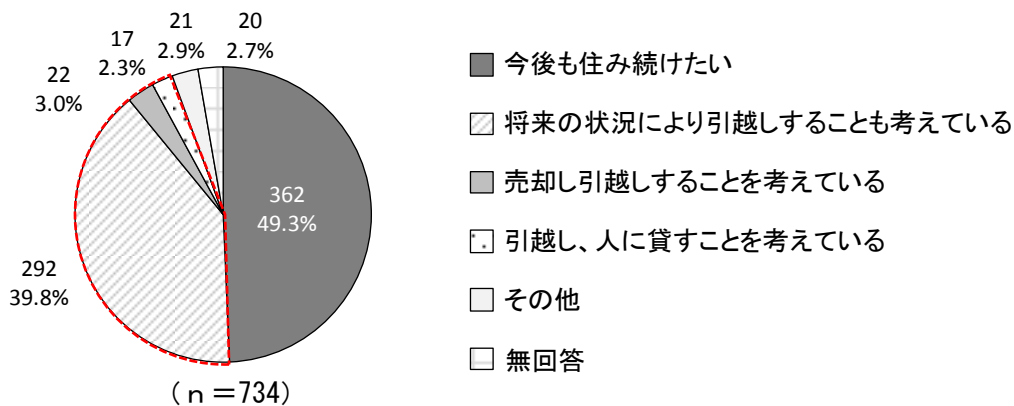 21
2.9%
20
2.7%
17
2.3%
22
3.0%
362
49.3%
292
39.8%
(ｎ＝734)
今後も住み続けたい
将来の状況により引越しすることも考えている
売却し引越しすることを考えている
引越し、人に貸すことを考えている
その他
無回答